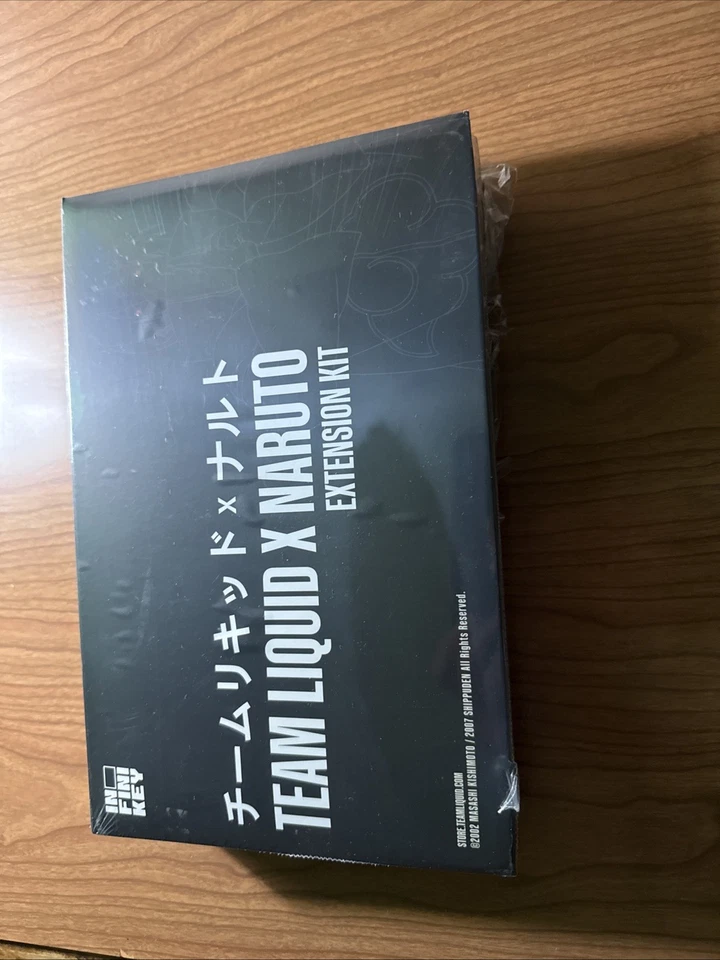 IN
FINI
KEY
チームリキッド x ナルト
TEAM LIQUID X NARUTO
EXTENSION KIT
STORE.TEAMLIQUID.COM
©2002 MASASHI KISHIMOTO / 2007 SHIPPUDEN All Rights Reserved.